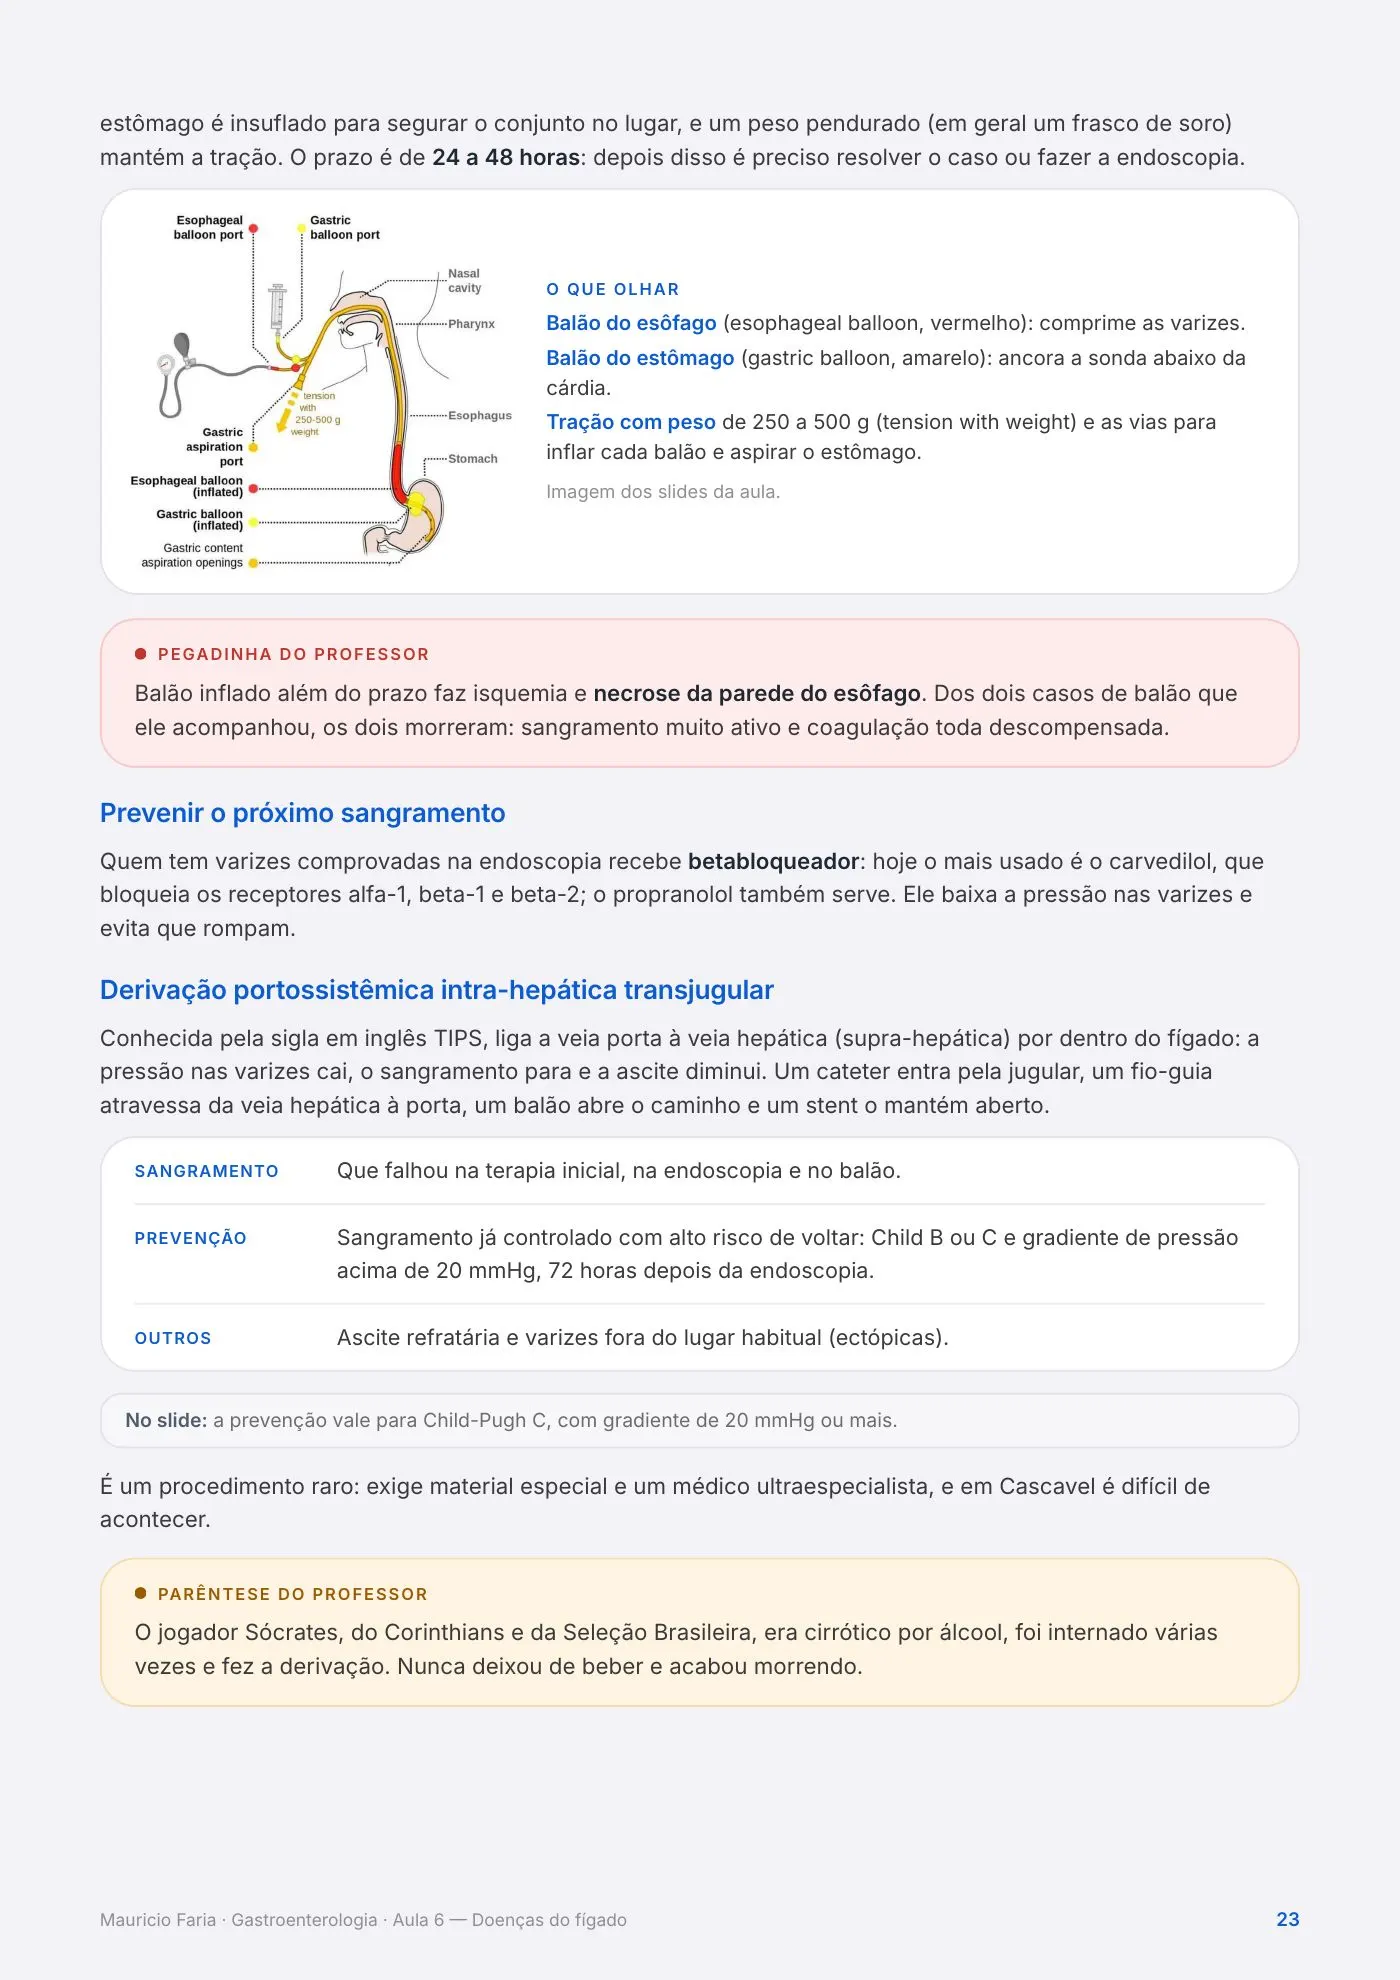 estômago é insuflado para segurar o conjunto no lugar, e um peso pendurado (em geral um frasco de soro)
mantém a tração. O prazo é de 24 a 48 horas: depois disso é preciso resolver o caso ou fazer a endoscopia.
Esophageal
balloon port
Gastric
balloon port
Nasal
cavity
Pharynx
tension
with
250-500 g
weight
Esophagus
Gastric
aspiration
port
Stomach
Esophageal balloon
(inflated)
Gastric balloon
(inflated)
Gastric content
aspiration openings
O QUE OLHAR
Balão do esôfago (esophageal balloon, vermelho): comprime as varizes.
Balão do estômago (gastric balloon, amarelo): ancora a sonda abaixo da
cárdia.
Tração com peso de 250 a 500 g (tension with weight) e as vias para
inflar cada balão e aspirar o estômago.
Imagem dos slides da aula.
PEGADINHA DO PROFESSOR
Balão inflado além do prazo faz isquemia e necrose da parede do esôfago. Dos dois casos de balão que
ele acompanhou, os dois morreram: sangramento muito ativo e coagulação toda descompensada.
Prevenir o próximo sangramento
Quem tem varizes comprovadas na endoscopia recebe betabloqueador: hoje o mais usado é o carvedilol, que
bloqueia os receptores alfa-1, beta-1 e beta-2; o propranolol também serve. Ele baixa a pressão nas varizes e
evita que rompam.
Derivação portossistêmica intra-hepática transjugular
Conhecida pela sigla em inglês TIPS, liga a veia porta à veia hepática (supra-hepática) por dentro do fígado: a
pressão nas varizes cai, o sangramento para e a ascite diminui. Um cateter entra pela jugular, um fio-guia
atravessa da veia hepática à porta, um balão abre o caminho e um stent o mantém aberto.
SANGRAMENTO Que falhou na terapia inicial, na endoscopia e no balão.
PREVENÇÃO Sangramento já controlado com alto risco de voltar: Child B ou C e gradiente de pressão
acima de 20 mmHg, 72 horas depois da endoscopia.
OUTROS Ascite refratária e varizes fora do lugar habitual (ectópicas).
No slide: a prevenção vale para Child-Pugh C, com gradiente de 20 mmHg ou mais.
É um procedimento raro: exige material especial e um médico ultraespecialista, e em Cascavel é difícil de
acontecer.
PARÊNTESE DO PROFESSOR
O jogador Sócrates, do Corinthians e da Seleção Brasileira, era cirrótico por álcool, foi internado várias
vezes e fez a derivação. Nunca deixou de beber e acabou morrendo.
Mauricio Faria · Gastroenterologia · Aula 6 — Doenças do fígado 23